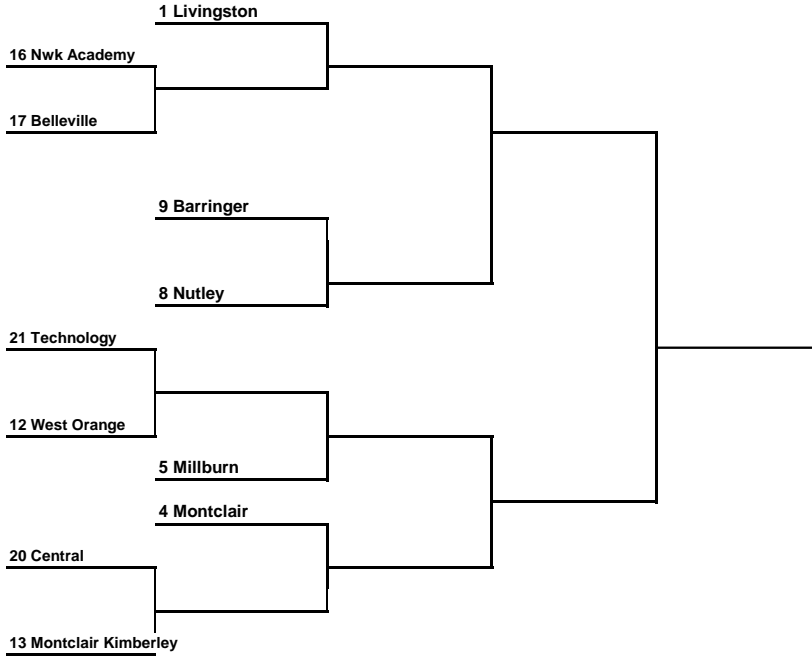 1 Livingston
16 Nwk Academy
17 Belleville
9 Barringer
8 Nutley
21 Technology
12 West Orange
5 Millburn
4 Montclair
20 Central
13 Montclair Kimberley